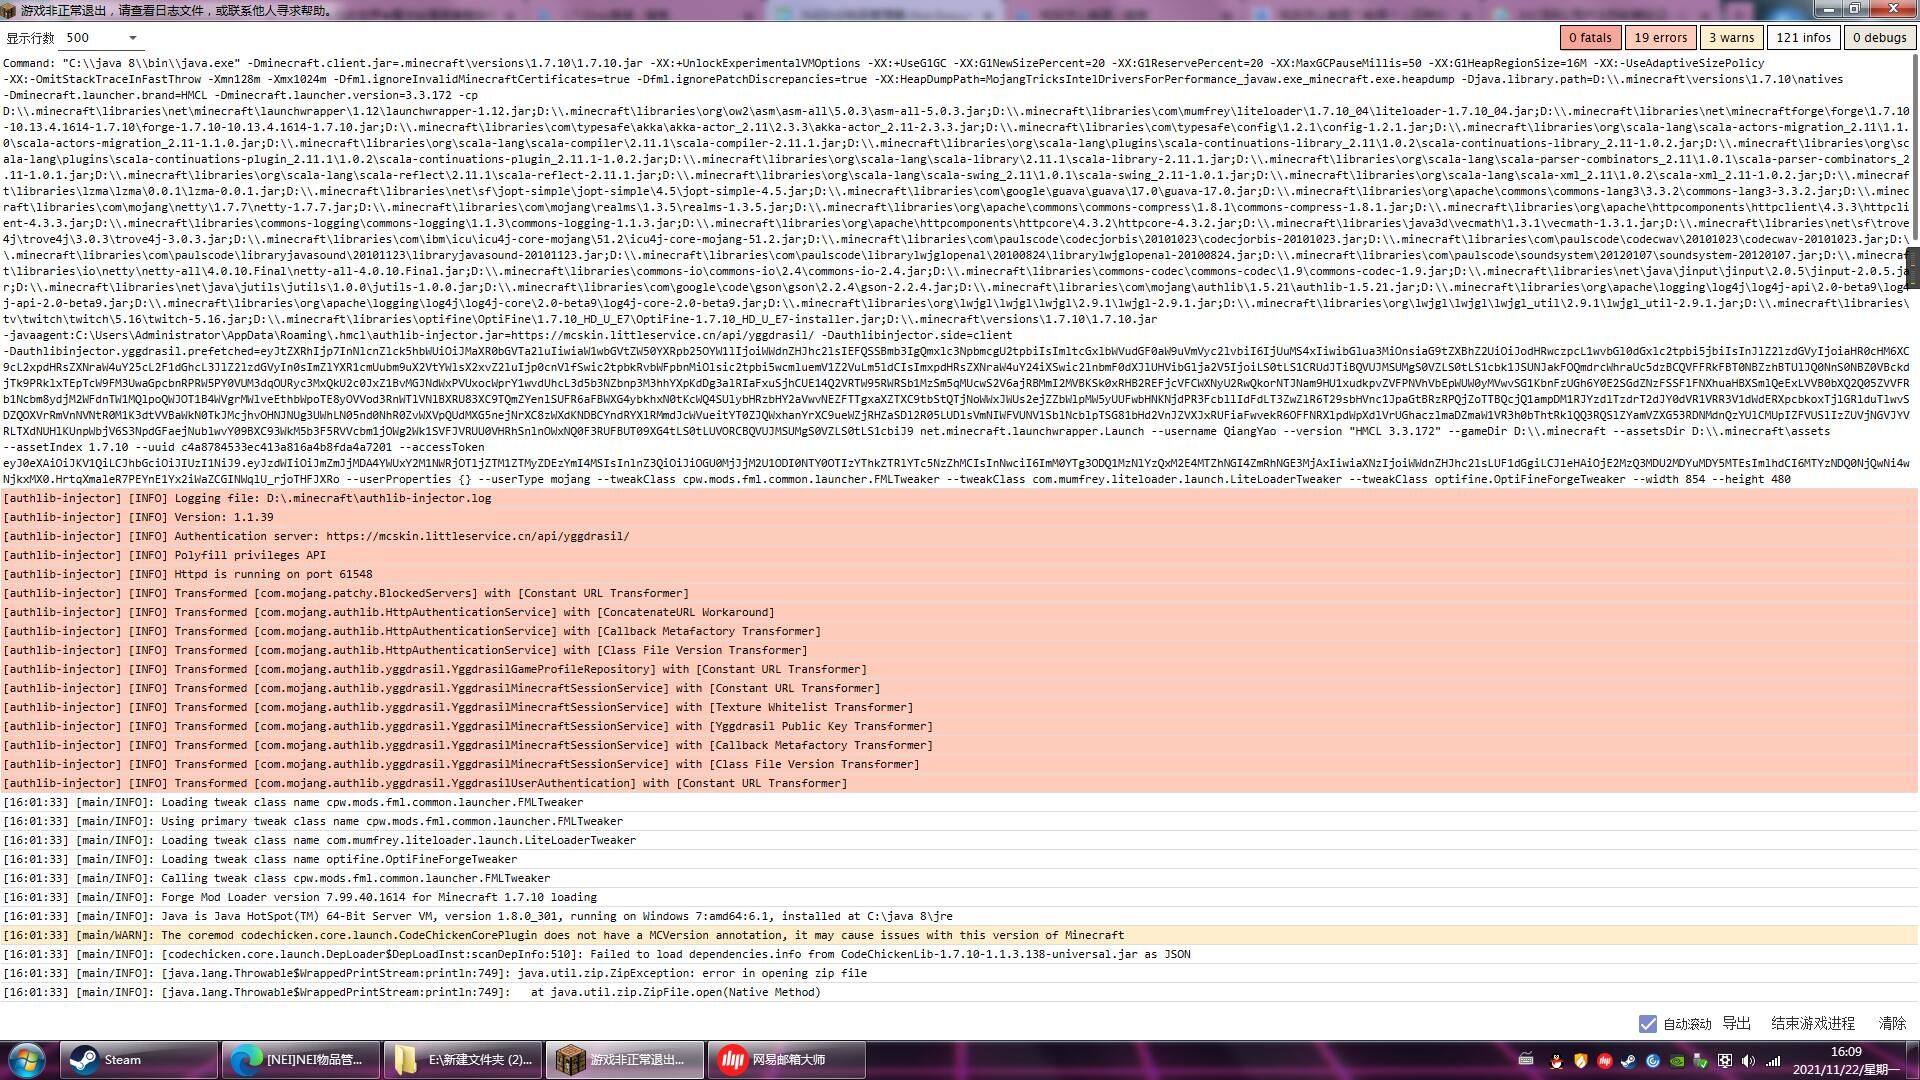 游戏非正常退出，请查看日志文件，或联系他人寻求帮助。
显示行数 500
0 fatals 19 errors 3 warns 121 infos 0 debugs
Command: "C:\\java 8\\bin\\java.exe" -Dminecraft.client.jar=.minecraft\versions\1.7.10\1.7.10.jar -XX:+UnlockExperimentalVMOptions -XX:+UseG1GC -XX:G1NewSizePercent=20 -XX:G1ReservePercent=20 -XX:MaxGCPauseMillis=50 -XX:G1HeapRegionSize=16M -XX:-UseAdaptiveSizePolicy
-XX:-OmitStackTraceInFastThrow -Xmn128m -Xmx1024m -Dfml.ignoreInvalidMinecraftCertificates=true -Dfml.ignorePatchDiscrepancies=true -XX:HeapDumpPath=MojangTricksIntelDriversForPerformance_javaw.exe_minecraft.exe.heapdump -Djava.library.path=D:\\.minecraft\versions\1.7.10\natives
-Dminecraft.launcher.brand=HMCL -Dminecraft.launcher.version=3.3.172 -cp
D:\\.minecraft\libraries\net\minecraft\launchwrapper\1.12\launchwrapper-1.12.jar;D:\\.minecraft\libraries\org\ow2\asm\asm-all\5.0.3\asm-all-5.0.3.jar;D:\\.minecraft\libraries\com\mumfrey\liteloader\1.7.10_04\liteloader-1.7.10_04.jar;D:\\.minecraft\libraries\net\minecraftforge\forge\1.7.10
-10.13.4.1614-1.7.10\forge-1.7.10-10.13.4.1614-1.7.10.jar;D:\\.minecraft\libraries\com\typesafe\akka\akka-actor_2.11\2.3.3\akka-actor_2.11-2.3.3.jar;D:\\.minecraft\libraries\com\typesafe\config\1.2.1\config-1.2.1.jar;D:\\.minecraft\libraries\org\scala-lang\scala-actors-migration_2.11\1.1.
0\scala-actors-migration_2.11-1.1.0.jar;D:\\.minecraft\libraries\org\scala-lang\scala-compiler\2.11.1\scala-compiler-2.11.1.jar;D:\\.minecraft\libraries\org\scala-lang\plugins\scala-continuations-library_2.11\1.0.2\scala-continuations-library_2.11-1.0.2.jar;D:\\.minecraft\libraries\org\sc
ala-lang\plugins\scala-continuations-plugin_2.11.1\1.0.2\scala-continuations-plugin_2.11.1-1.0.2.jar;D:\\.minecraft\libraries\org\scala-lang\scala-library\2.11.1\scala-library-2.11.1.jar;D:\\.minecraft\libraries\org\scala-lang\scala-parser-combinators_2.11\1.0.1\scala-parser-combinators_2
.11-1.0.1.jar;D:\\.minecraft\libraries\org\scala-lang\scala-reflect\2.11.1\scala-reflect-2.11.1.jar;D:\\.minecraft\libraries\org\scala-lang\scala-swing_2.11\1.0.1\scala-swing_2.11-1.0.1.jar;D:\\.minecraft\libraries\org\scala-lang\scala-xml_2.11\1.0.2\scala-xml_2.11-1.0.2.jar;D:\\.minecraf
t\libraries\lzma\lzma\0.0.1\lzma-0.0.1.jar;D:\\.minecraft\libraries\net\sf\jopt-simple\jopt-simple\4.5\jopt-simple-4.5.jar;D:\\.minecraft\libraries\com\google\guava\guava\17.0\guava-17.0.jar;D:\\.minecraft\libraries\org\apache\commons\commons-lang3\3.3.2\commons-lang3-3.3.2.jar;D:\\.minec
raft\libraries\com\mojang\netty\1.7.7\netty-1.7.7.jar;D:\\.minecraft\libraries\com\mojang\realms\1.3.5\realms-1.3.5.jar;D:\\.minecraft\libraries\org\apache\commons\commons-compress\1.8.1\commons-compress-1.8.1.jar;D:\\.minecraft\libraries\org\apache\httpcomponents\httpclient\4.3.3\httpcli
ent-4.3.3.jar;D:\\.minecraft\libraries\commons-logging\commons-logging\1.1.3\commons-logging-1.1.3.jar;D:\\.minecraft\libraries\org\apache\httpcomponents\httpcore\4.3.2\httpcore-4.3.2.jar;D:\\.minecraft\libraries\java3d\vecmath\1.3.1\vecmath-1.3.1.jar;D:\\.minecraft\libraries\net\sf\trove
4j\trove4j\3.0.3\trove4j-3.0.3.jar;D:\\.minecraft\libraries\com\ibm\icu\icu4j-core-mojang\51.2\icu4j-core-mojang-51.2.jar;D:\\.minecraft\libraries\com\paulscode\codecjorbis\20101023\codecjorbis-20101023.jar;D:\\.minecraft\libraries\com\paulscode\codecwav\20101023\codecwav-20101023.jar;D:\
\.minecraft\libraries\com\paulscode\libraryjavasound\20101123\libraryjavasound-20101123.jar;D:\\.minecraft\libraries\com\paulscode\librarylwjglopenal\20100824\librarylwjglopenal-20100824.jar;D:\\.minecraft\libraries\com\paulscode\soundsystem\20120107\soundsystem-20120107.jar;D:\\.minecraf
t\libraries\io\netty\netty-all\4.0.10.Final\netty-all-4.0.10.Final.jar;D:\\.minecraft\libraries\commons-io\commons-io\2.4\commons-io-2.4.jar;D:\\.minecraft\libraries\commons-codec\commons-codec\1.9\commons-codec-1.9.jar;D:\\.minecraft\libraries\net\java\jinput\jinput\2.0.5\jinput-2.0.5.ja
r;D:\\.minecraft\libraries\net\java\jutils\jutils\1.0.0\jutils-1.0.0.jar;D:\\.minecraft\libraries\com\google\code\gson\gson\2.2.4\gson-2.2.4.jar;D:\\.minecraft\libraries\com\mojang\authlib\1.5.21\authlib-1.5.21.jar;D:\\.minecraft\libraries\org\apache\logging\log4j\log4j-api\2.0-beta9\log4
j-api-2.0-beta9.jar;D:\\.minecraft\libraries\org\apache\logging\log4j\log4j-core\2.0-beta9\log4j-core-2.0-beta9.jar;D:\\.minecraft\libraries\org\lwjgl\lwjgl\lwjgl\2.9.1\lwjgl-2.9.1.jar;D:\\.minecraft\libraries\org\lwjgl\lwjgl\lwjgl_util\2.9.1\lwjgl_util-2.9.1.jar;D:\\.minecraft\libraries\
tv\twitch\twitch\5.16\twitch-5.16.jar;D:\\.minecraft\libraries\optifine\OptiFine\1.7.10_HD_U_E7\OptiFine-1.7.10_HD_U_E7-installer.jar;D:\\.minecraft\versions\1.7.10\1.7.10.jar
-javaagent:C:\Users\Administrator\AppData\Roaming\.hmcl\authlib-injector.jar=https://mcskin.littleservice.cn/api/yggdrasil/ -Dauthlibinjector.side=client
-Dauthlibinjector.yggdrasil.prefetched=
net.minecraft.launchwrapper.Launch --username QiangYao --version "HMCL 3.3.172" --gameDir D:\\.minecraft --assetsDir D:\\.minecraft\assets
--assetIndex 1.7.10 --uuid c4a8784533ec413a816a4b8fda4a7201 --accessToken
--userProperties {} --userType mojang --tweakClass cpw.mods.fml.common.launcher.FMLTweaker --tweakClass com.mumfrey.liteloader.launch.LiteLoaderTweaker --tweakClass optifine.OptiFineForgeTweaker --width 854 --height 480
[authlib-injector] [INFO] Logging file: D:\.minecraft\authlib-injector.log
[authlib-injector] [INFO] Version: 1.1.39
[authlib-injector] [INFO] Authentication server: https://mcskin.littleservice.cn/api/yggdrasil/
[authlib-injector] [INFO] Polyfill privileges API
[authlib-injector] [INFO] Httpd is running on port 61548
[authlib-injector] [INFO] Transformed [com.mojang.patchy.BlockedServers] with [Constant URL Transformer]
[authlib-injector] [INFO] Transformed [com.mojang.authlib.HttpAuthenticationService] with [ConcatenateURL Workaround]
[authlib-injector] [INFO] Transformed [com.mojang.authlib.HttpAuthenticationService] with [Callback Metafactory Transformer]
[authlib-injector] [INFO] Transformed [com.mojang.authlib.HttpAuthenticationService] with [Class File Version Transformer]
[authlib-injector] [INFO] Transformed [com.mojang.authlib.yggdrasil.YggdrasilGameProfileRepository] with [Constant URL Transformer]
[authlib-injector] [INFO] Transformed [com.mojang.authlib.yggdrasil.YggdrasilMinecraftSessionService] with [Constant URL Transformer]
[authlib-injector] [INFO] Transformed [com.mojang.authlib.yggdrasil.YggdrasilMinecraftSessionService] with [Texture Whitelist Transformer]
[authlib-injector] [INFO] Transformed [com.mojang.authlib.yggdrasil.YggdrasilMinecraftSessionService] with [Yggdrasil Public Key Transformer]
[authlib-injector] [INFO] Transformed [com.mojang.authlib.yggdrasil.YggdrasilMinecraftSessionService] with [Callback Metafactory Transformer]
[authlib-injector] [INFO] Transformed [com.mojang.authlib.yggdrasil.YggdrasilMinecraftSessionService] with [Class File Version Transformer]
[authlib-injector] [INFO] Transformed [com.mojang.authlib.yggdrasil.YggdrasilUserAuthentication] with [Constant URL Transformer]
[16:01:33] [main/INFO]: Loading tweak class name cpw.mods.fml.common.launcher.FMLTweaker
[16:01:33] [main/INFO]: Using primary tweak class name cpw.mods.fml.common.launcher.FMLTweaker
[16:01:33] [main/INFO]: Loading tweak class name com.mumfrey.liteloader.launch.LiteLoaderTweaker
[16:01:33] [main/INFO]: Loading tweak class name optifine.OptiFineForgeTweaker
[16:01:33] [main/INFO]: Calling tweak class cpw.mods.fml.common.launcher.FMLTweaker
[16:01:33] [main/INFO]: Forge Mod Loader version 7.99.40.1614 for Minecraft 1.7.10 loading
[16:01:33] [main/INFO]: Java is Java HotSpot(TM) 64-Bit Server VM, version 1.8.0_301, running on Windows 7:amd64:6.1, installed at C:\java 8\jre
[16:01:33] [main/WARN]: The coremod codechicken.core.launch.CodeChickenCorePlugin does not have a MCVersion annotation, it may cause issues with this version of Minecraft
[16:01:33] [main/INFO]: [codechicken.core.launch.DepLoader$DepLoadInst:scanDepInfo:510]: Failed to load dependencies.info from CodeChickenLib-1.7.10-1.1.3.138-universal.jar as JSON
[16:01:33] [main/INFO]: [java.lang.Throwable$WrappedPrintStream:println:749]: java.util.zip.ZipException: error in opening zip file
[16:01:33] [main/INFO]: [java.lang.Throwable$WrappedPrintStream:println:749]: at java.util.zip.ZipFile.open(Native Method)
自动滚动 导出 结束游戏进程 清除
Steam [NEI]NEI物品管... E:\新建文件夹 (2)... 游戏非正常退出... 网易邮箱大师
16:09
2021/11/22/星期一